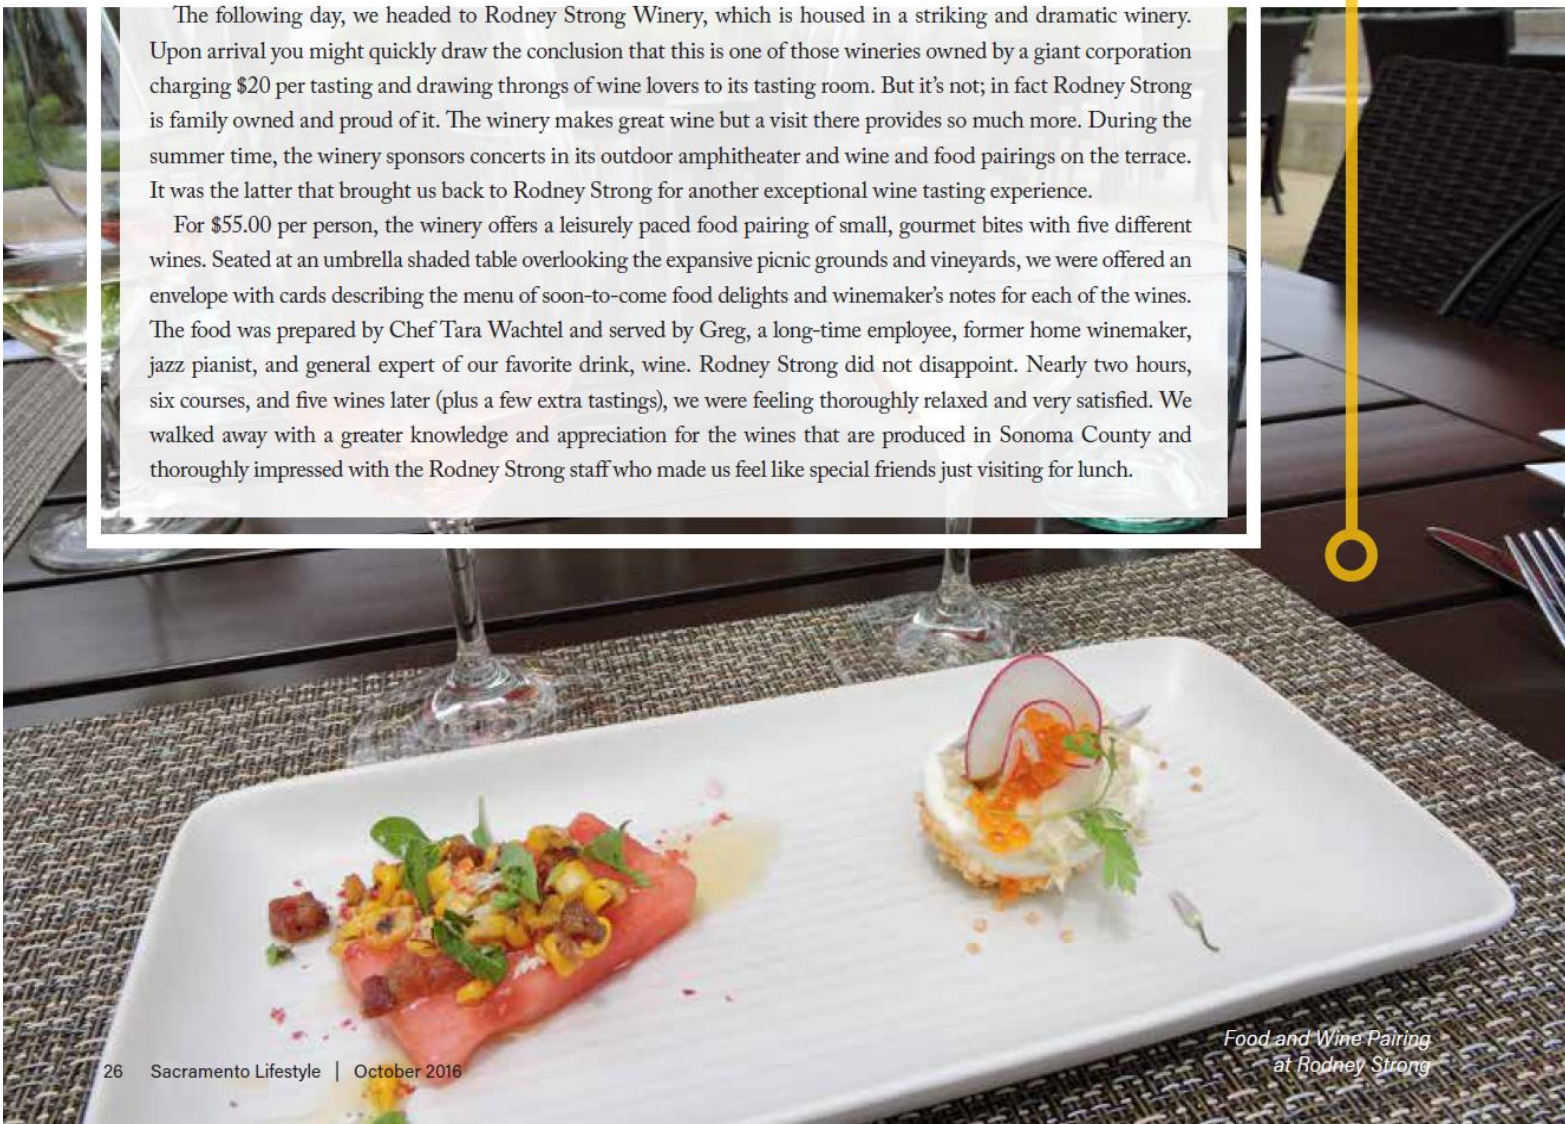 The following day, we headed to Rodney Strong Winery, which is housed in a striking and dramatic winery.
Upon arrival you might quickly draw the conclusion that this is one of those wineries owned by a giant corporation
charging $20 per tasting and drawing throngs of wine lovers to its tasting room. But it’s not; in fact Rodney Strong
is family owned and proud of it. The winery makes great wine but a visit there provides so much more. During the
summer time, the winery sponsors concerts in its outdoor amphitheater and wine and food pairings on the terrace.
It was the latter that brought us back to Rodney Strong for another exceptional wine tasting experience.
For $55.00 per person, the winery offers a leisurely paced food pairing of small, gourmet bites with five different
wines. Seated at an umbrella shaded table overlooking the expansive picnic grounds and vineyards, we were offered an
envelope with cards describing the menu of soon-to-come food delights and winemaker’s notes for each of the wines.
The food was prepared by Chef Tara Wachtel and served by Greg, a long-time employee, former home winemaker,
jazz pianist, and general expert of our favorite drink, wine. Rodney Strong did not disappoint. Nearly two hours,
six courses, and five wines later (plus a few extra tastings), we were feeling thoroughly relaxed and very satisfied. We
walked away with a greater knowledge and appreciation for the wines that are produced in Sonoma County and
thoroughly impressed with the Rodney Strong staff who made us feel like special friends just visiting for lunch.
Food and Wine Pairing
at Rodney Strong
26 Sacramento Lifestyle | October 2016